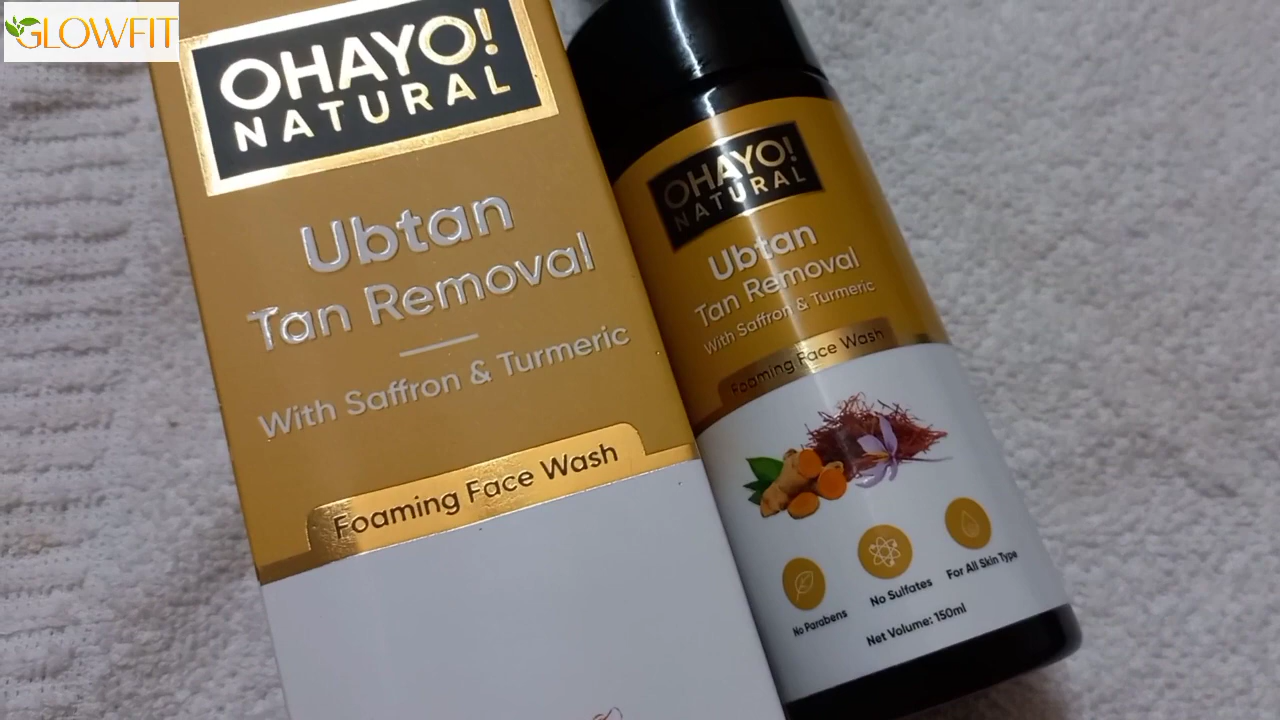 GLOWFIT
OHAYO!
NATURAL
Ubtan
Tan Removal
With Saffron & Turmeric
Foaming Face Wash
OHAYO!
NATURAL
Ubtan
Tan Removal
With Saffron & Turmeric
Foaming Face Wash
No Parabens
No Sulfates
For All Skin Type
Net Volume: 150ml